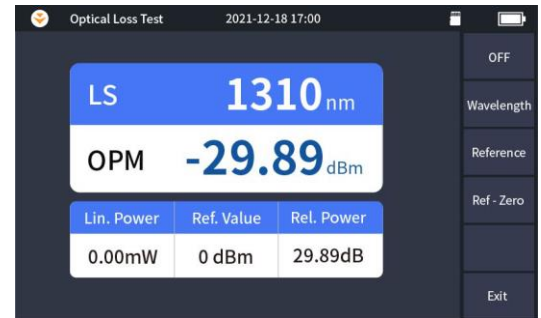 Optical Loss Test 2021-12-18 17:00
OFF
LS 1310nm
Wavelength
OPM -29.89dBm
Reference
Ref - Zero
Lin. Power Ref. Value Rel. Power
0.00mW 0 dBm 29.89dB
Exit